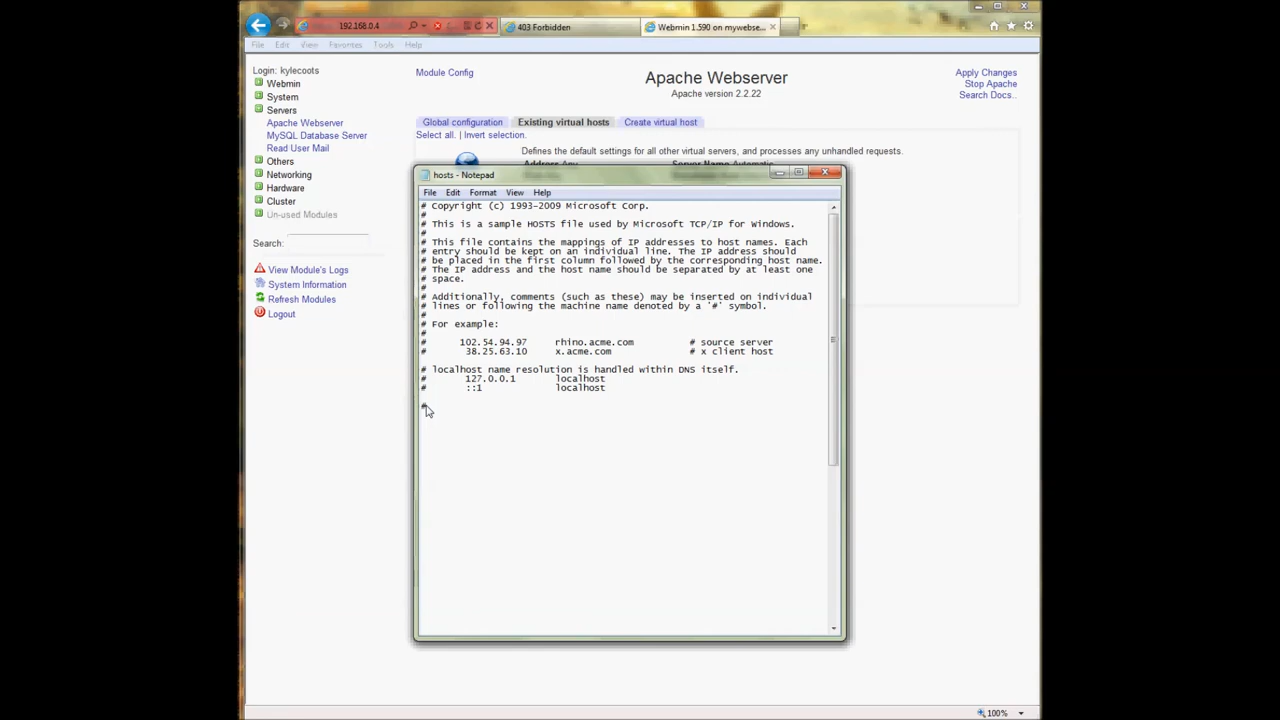 192.168.0.4
403 Forbidden
Webmin 1.590 on mywebse...
File Edit View Favorites Tools Help
Login: kylecoots
Webmin
System
Servers
Apache Webserver
MySQL Database Server
Read User Mail
Others
Networking
Hardware
Cluster
Un-used Modules
Search:
View Module's Logs
System Information
Refresh Modules
Logout
Module Config
Apache Webserver
Apache version 2.2.22
Apply Changes
Stop Apache
Search Docs..
Global configuration Existing virtual hosts Create virtual host
Select all. | Invert selection.
Defines the default settings for all other virtual servers, and processes any unhandled requests.
Address Any Server Name Automatic
hosts - Notepad
File Edit Format View Help
# Copyright (c) 1993-2009 Microsoft Corp.
#
# This is a sample HOSTS file used by Microsoft TCP/IP for Windows.
#
# This file contains the mappings of IP addresses to host names. Each
# entry should be kept on an individual line. The IP address should
# be placed in the first column followed by the corresponding host name.
# The IP address and the host name should be separated by at least one
# space.
#
# Additionally, comments (such as these) may be inserted on individual
# lines or following the machine name denoted by a '#' symbol.
#
# For example:
#
# 102.54.94.97 rhino.acme.com # source server
# 38.25.63.10 x.acme.com # x client host
# localhost name resolution is handled within DNS itself.
# 127.0.0.1 localhost
# ::1 localhost
#
100%